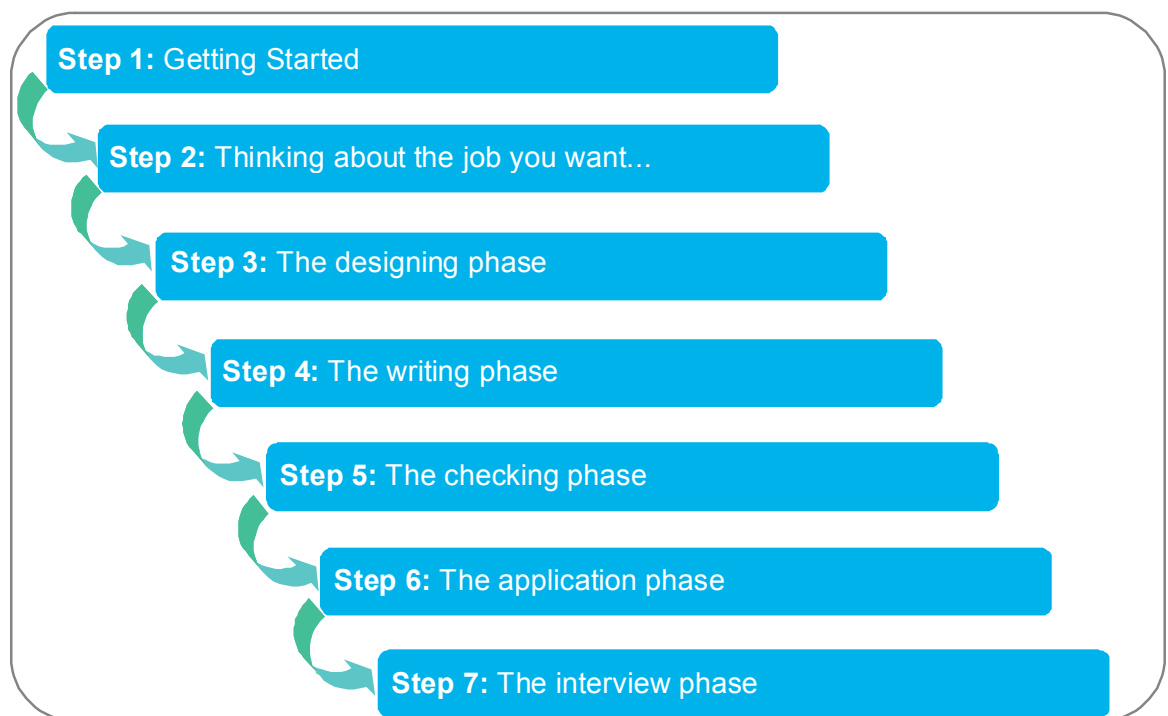 Step 1: Getting Started
Step 2: Thinking about the job you want...
Step 3: The designing phase
Step 4: The writing phase
Step 5: The checking phase
Step 6: The application phase
Step 7: The interview phase